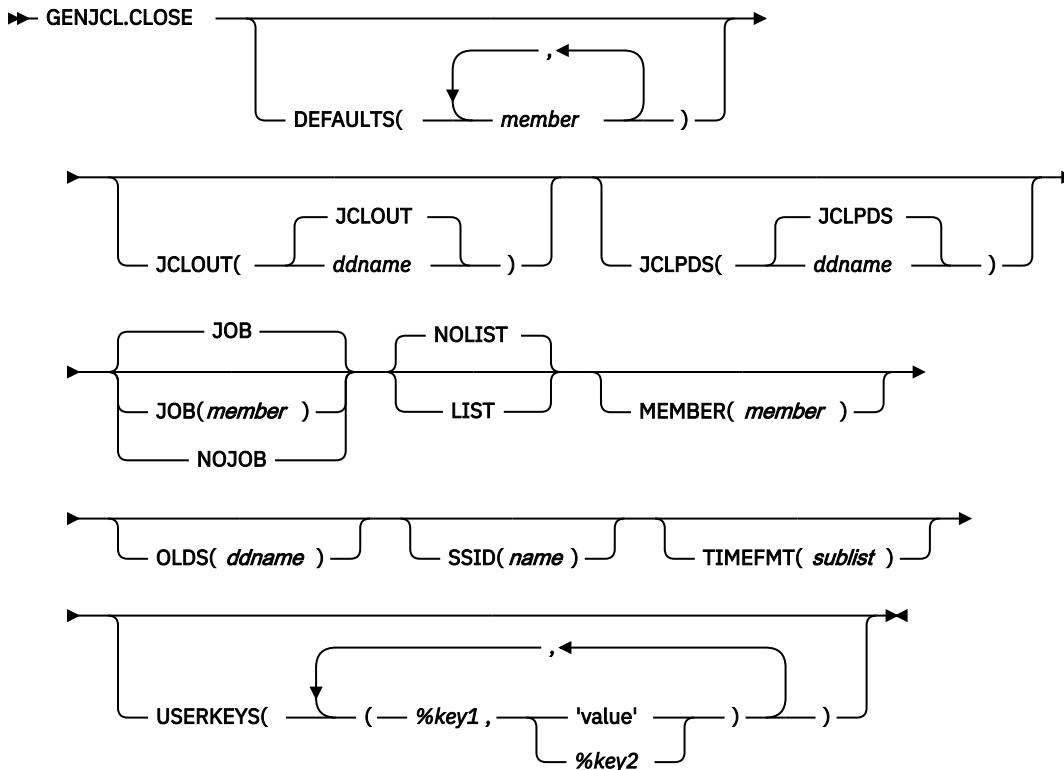 GENJCL.CLOSE
,
DEFAULTS( member )
JCLOUT JCLPDS
JCLOUT( ddname ) JCLPDS( ddname )
JOB NOLIST
JOB( member ) LIST MEMBER( member )
NOJOB
OLDS( ddname ) SSID( name ) TIMEFMT( sublist )
,
USERKEYS( ( %key1 , 'value' ) )
%key2